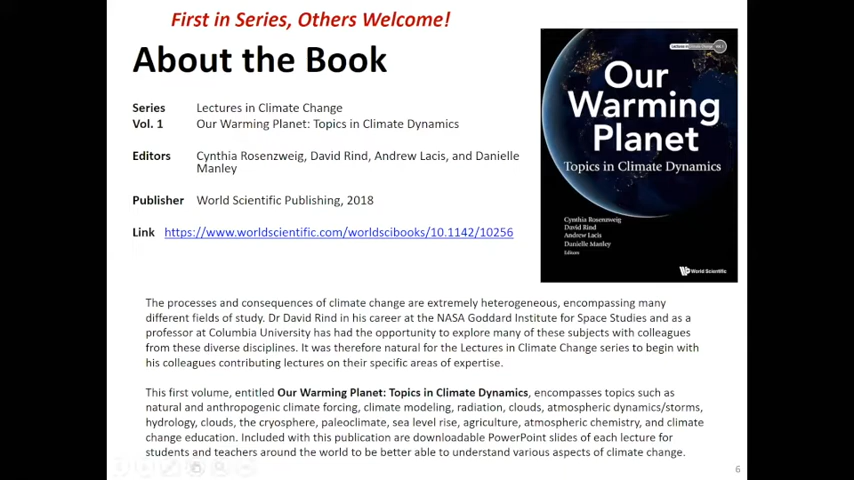 First in Series, Others Welcome!
About the Book
Series Lectures in Climate Change
Vol. 1 Our Warming Planet: Topics in Climate Dynamics
Editors Cynthia Rosenzweig, David Rind, Andrew Lacis, and Danielle
Manley
Publisher World Scientific Publishing, 2018
Link https://www.worldscientific.com/worldscibooks/10.1142/10256
Our
Warming
Planet
Topics in Climate Dynamics
Cynthia Rosenzweig
David Rind
Andrew Lacis
Danielle Manley
Editors
World Scientific
The processes and consequences of climate change are extremely heterogeneous, encompassing many
different fields of study. Dr David Rind in his career at the NASA Goddard Institute for Space Studies and as a
professor at Columbia University has had the opportunity to explore many of these subjects with colleagues
from these diverse disciplines. It was therefore natural for the Lectures in Climate Change series to begin with
his colleagues contributing lectures on their specific areas of expertise.
This first volume, entitled Our Warming Planet: Topics in Climate Dynamics, encompasses topics such as
natural and anthropogenic climate forcing, climate modeling, radiation, clouds, atmospheric dynamics/storms,
hydrology, clouds, the cryosphere, paleoclimate, sea level rise, agriculture, atmospheric chemistry, and climate
change education. Included with this publication are downloadable PowerPoint slides of each lecture for
students and teachers around the world to be better able to understand various aspects of climate change.
6